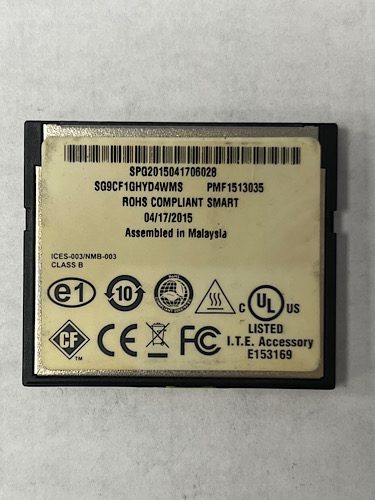 SPG2015041706028
SG9CF1GHYD4WMS PMF1513035
ROHS COMPLIANT SMART
04/17/2015
Assembled in Malaysia
ICES-003/NMB-003
CLASS B
e1 10
C UL US
LISTED
CF TM CE FC I.T.E. Accessory
E153169